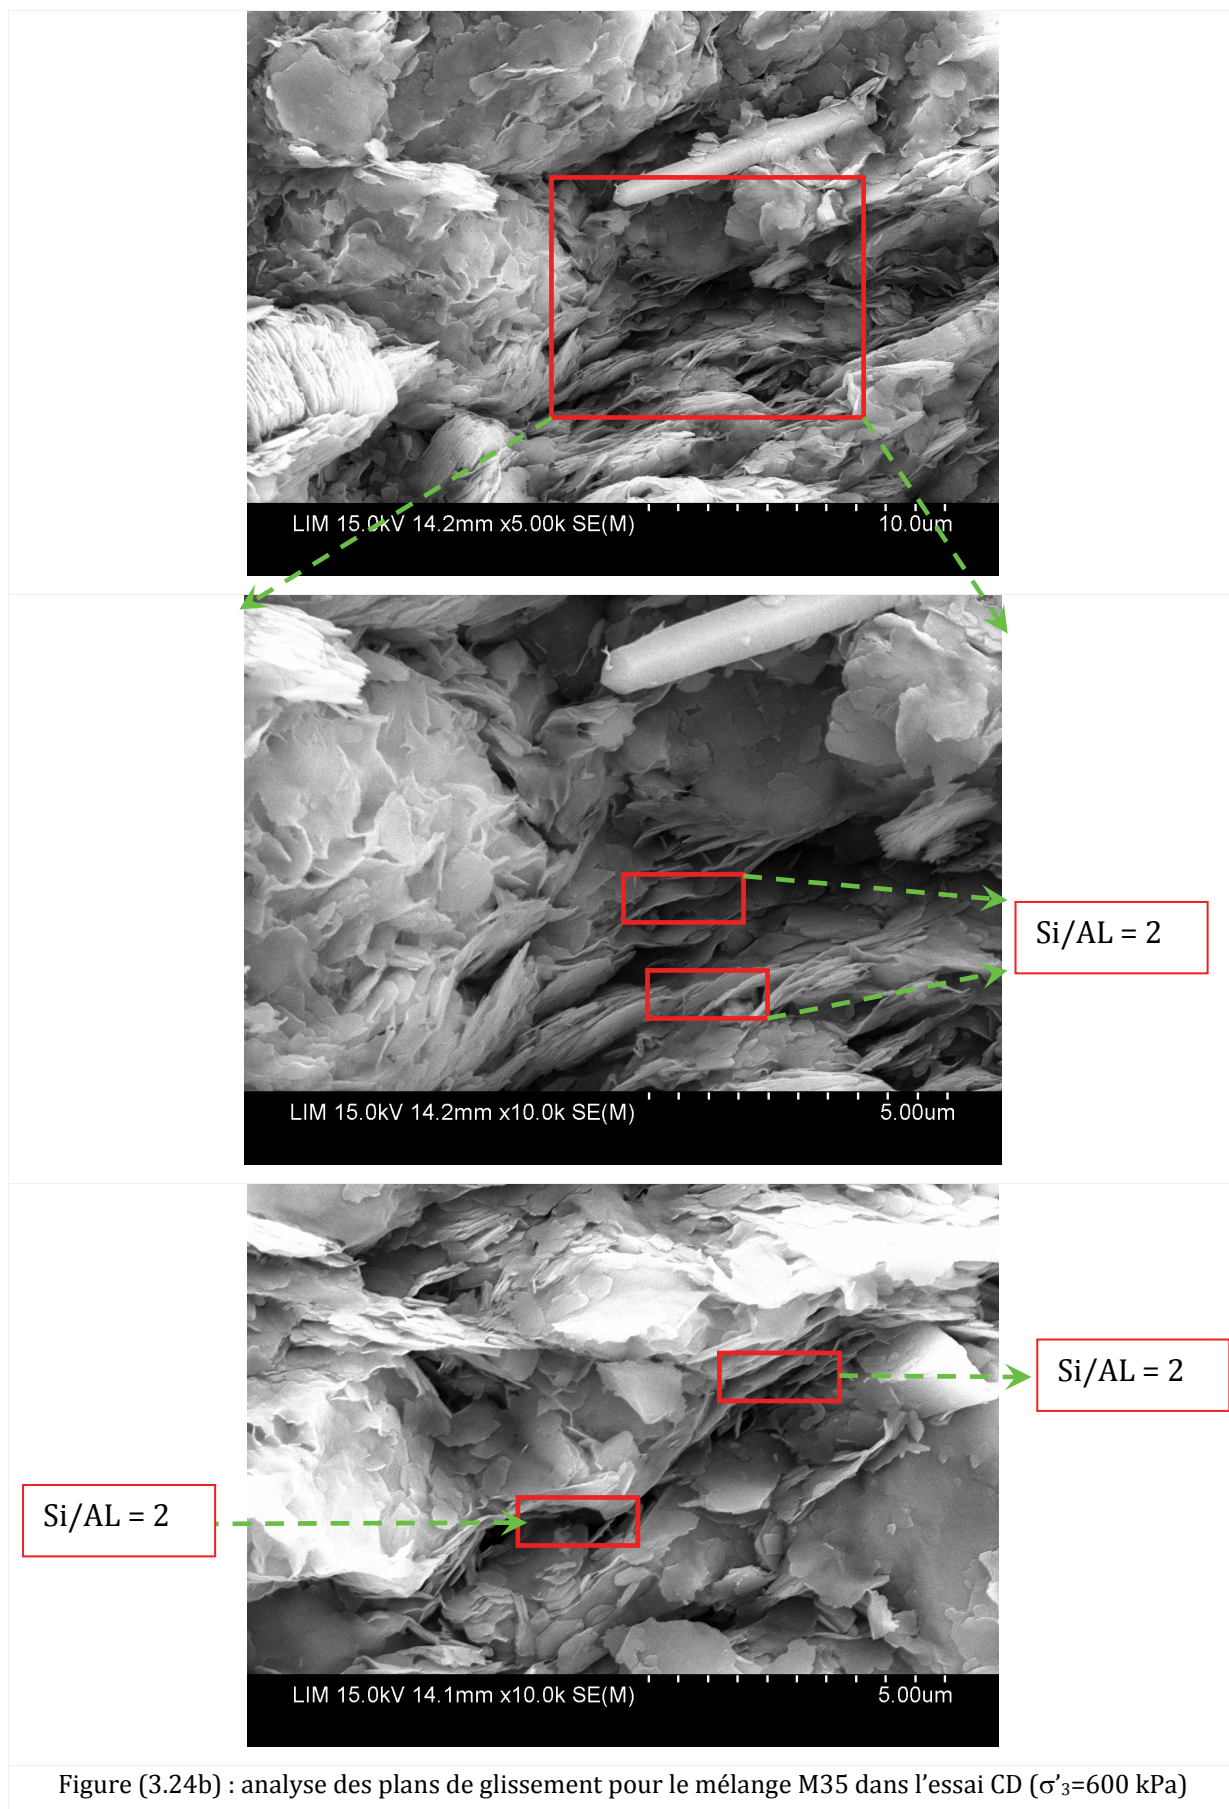 LIM 15.0kV 14.2mm x5.00k SE(M) 10.0um
LIM 15.0kV 14.2mm x10.0k SE(M) 5.00um
Si/AL = 2
Si/AL = 2
Si/AL = 2
LIM 15.0kV 14.1mm x10.0k SE(M) 5.00um
Figure (3.24b) : analyse des plans de glissement pour le mélange M35 dans l’essai CD (σ'₃=600 kPa)